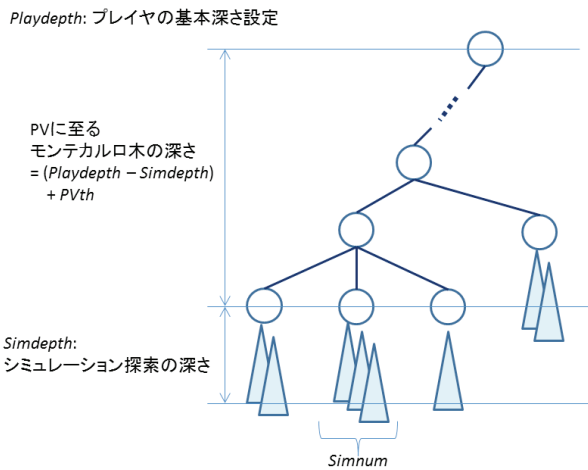 Playdepth: プレイヤの基本深さ設定
PVに至る
モンテカルロ木の深さ
= (Playdepth – Simdepth)
+ PVth
Simdepth:
シミュレーション探索の深さ
Simnum